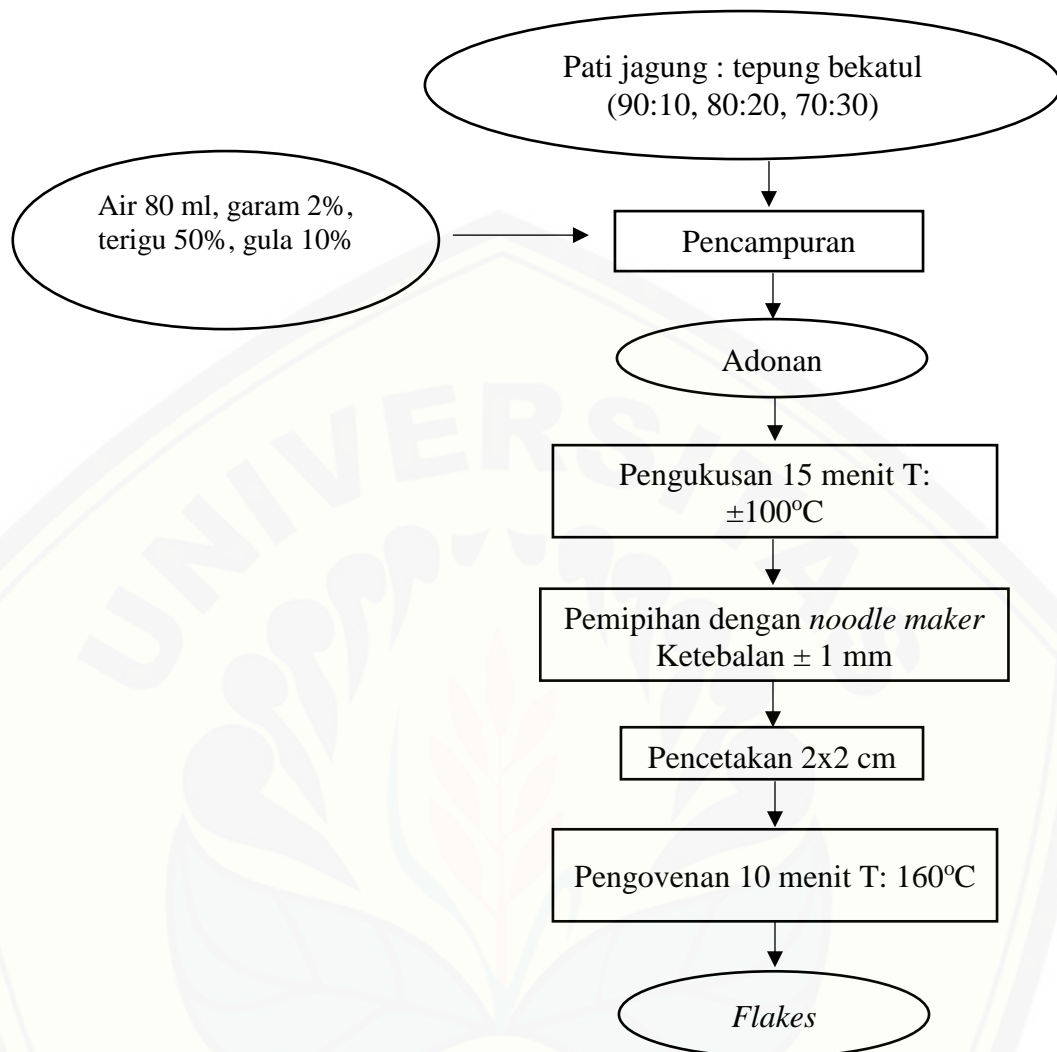 Pati jagung : tepung bekatul
(90:10, 80:20, 70:30)
Air 80 ml, garam 2%,
terigu 50%, gula 10%
Pencampuran
Adonan
Pengukusan 15 menit T:
±100°C
Pemipihan dengan noodle maker
Ketebalan ± 1 mm
Pencetakan 2x2 cm
Pengovenan 10 menit T: 160°C
Flakes
UNIVERSITAS